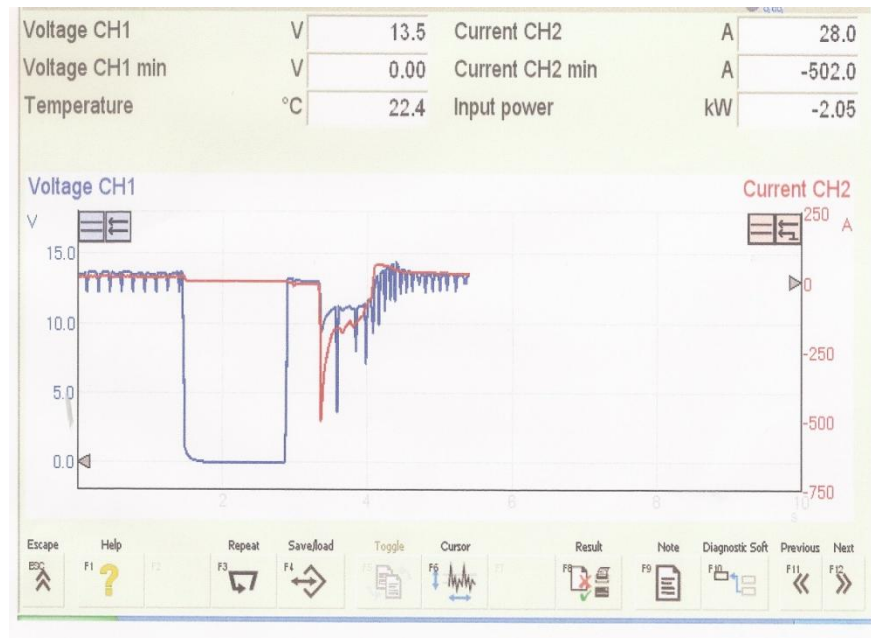 Voltage CH1 V 13.5 Current CH2 A 28.0
Voltage CH1 min V 0.00 Current CH2 min A -502.0
Temperature °C 22.4 Input power kW -2.05
Voltage CH1 Current CH2
V 250 A
15.0
0
10.0
-250
5.0
-500
0.0
-750
2 4 6 8 10
s
Escape Help Repeat Save/load Toggle Cursor Result Note Diagnostic Soft Previous Next
ESC F1 F2 F3 F4 F5 F6 F7 F8 F9 F10 F11 F12